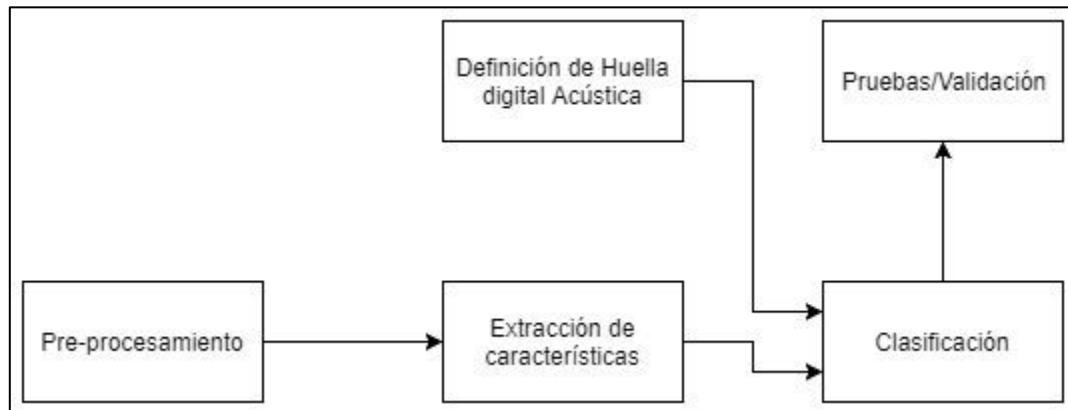 Definición de Huella
digital Acústica
Pruebas/Validación
Pre-procesamiento
Extracción de
características
Clasificación